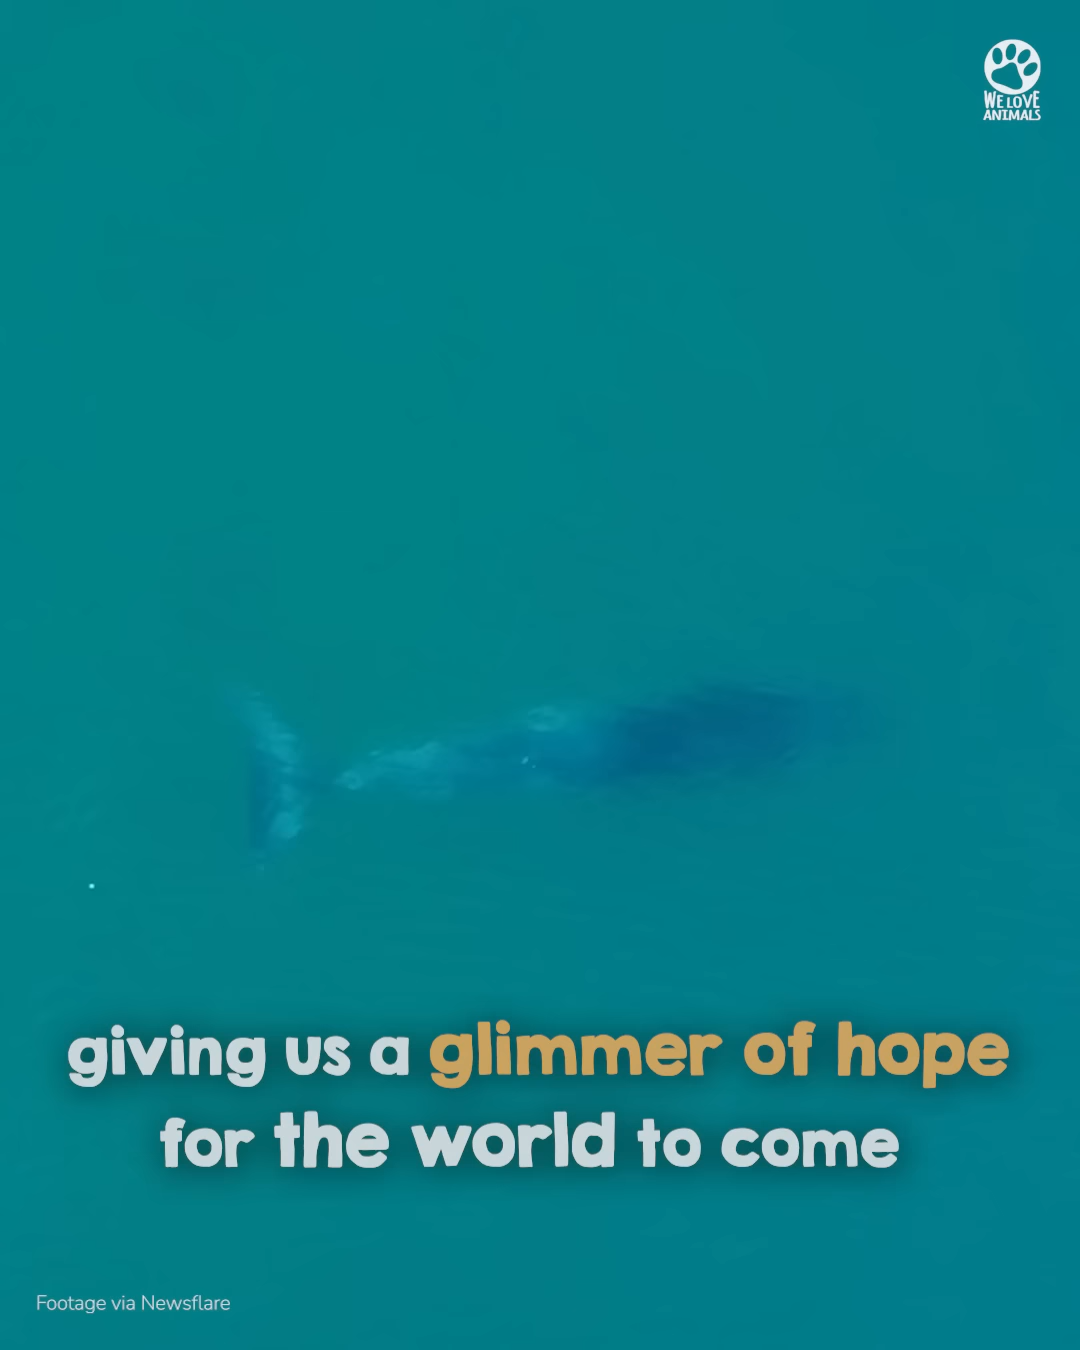 WE LOVE
ANIMALS
giving us a glimmer of hope
for the world to come
Footage via Newsflare